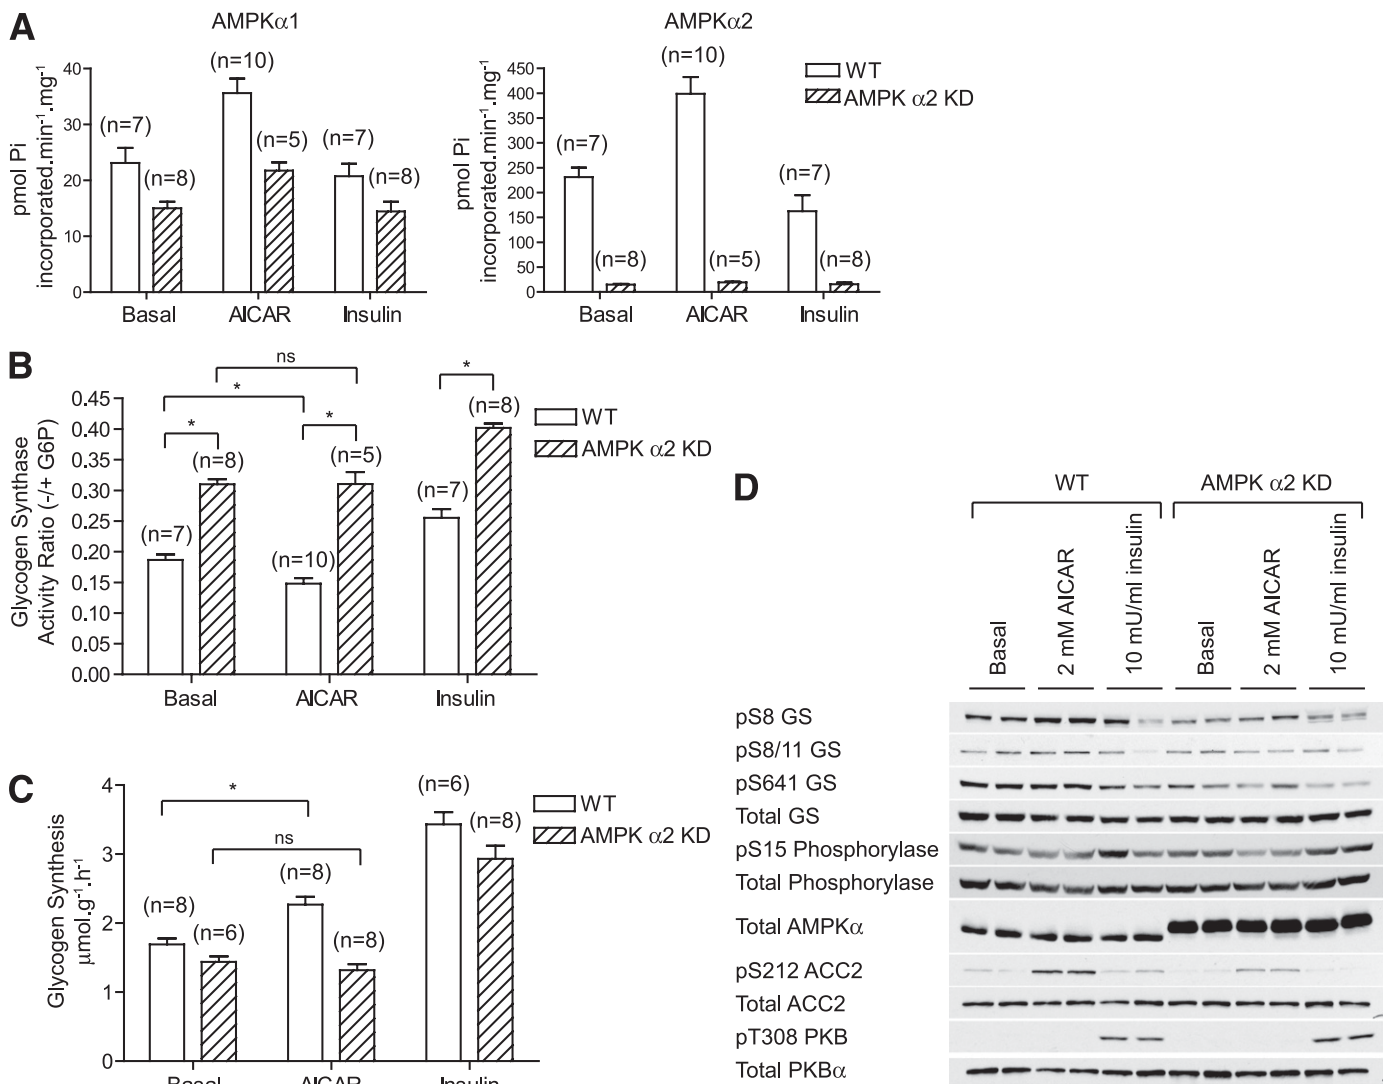 A
AMPKα1
pmol Pi
incorporated.min⁻¹.mg⁻¹
40
30
20
10
0
(n=7)
(n=8)
(n=10)
(n=5)
(n=7)
(n=8)
Basal
AICAR
Insulin
AMPKα2
pmol Pi
incorporated.min⁻¹.mg⁻¹
450
400
350
300
250
200
150
100
50
0
(n=7)
(n=8)
(n=10)
(n=5)
(n=7)
(n=8)
Basal
AICAR
Insulin
WT
AMPK α2 KD
B
Glycogen Synthase
Activity Ratio (-/+ G6P)
0.45
0.40
0.35
0.30
0.25
0.20
0.15
0.10
0.05
0.00
ns
*
*
*
*
(n=7)
(n=8)
(n=10)
(n=5)
(n=7)
(n=8)
Basal
AICAR
Insulin
WT
AMPK α2 KD
C
Glycogen Synthesis
μmol.g⁻¹.h⁻¹
4
3
2
1
0
*
ns
(n=8)
(n=6)
(n=8)
(n=8)
(n=6)
(n=8)
Basal
AICAR
Insulin
WT
AMPK α2 KD
D
WT
AMPK α2 KD
Basal
2 mM AICAR
10 mU/ml insulin
Basal
2 mM AICAR
10 mU/ml insulin
pS8 GS
pS8/11 GS
pS641 GS
Total GS
pS15 Phosphorylase
Total Phosphorylase
Total AMPKα
pS212 ACC2
Total ACC2
pT308 PKB
Total PKBα